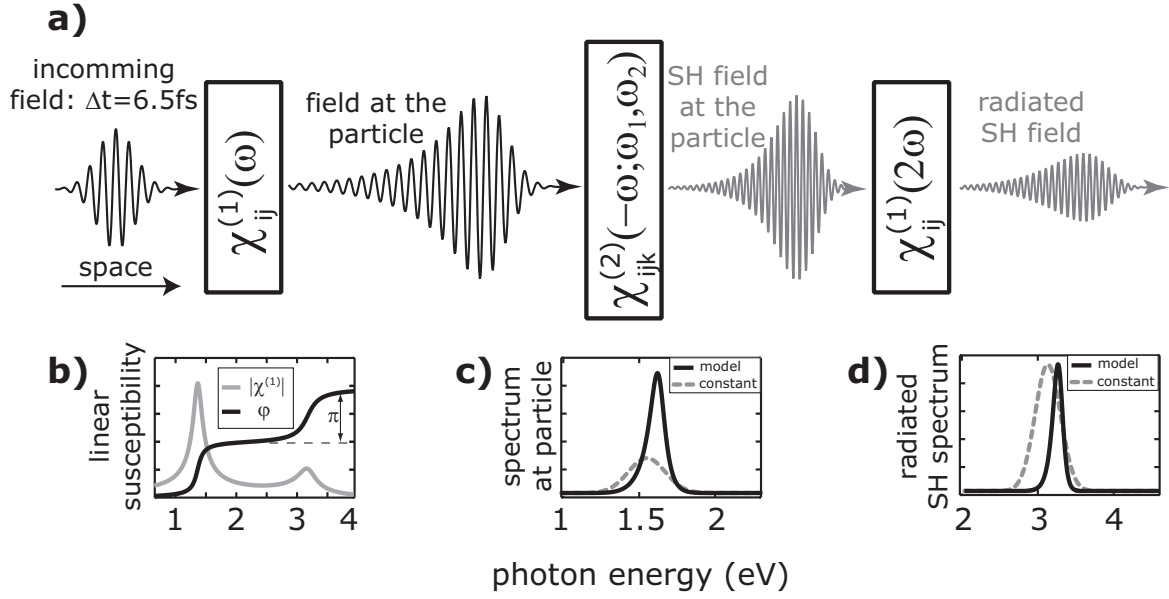 a)
incomming
field: Δt=6.5fs
space
χ(1)ij(ω)
field at the
particle
χ(2)ijk(-ω;ω1,ω2)
SH field
at the
particle
χ(1)ij(2ω)
radiated
SH field
b)
linear
susceptibility
|χ(1)|
φ
π
1 2 3 4
c)
spectrum
at particle
model
constant
1 1.5 2
d)
radiated
SH spectrum
model
constant
2 3 4
photon energy (eV)